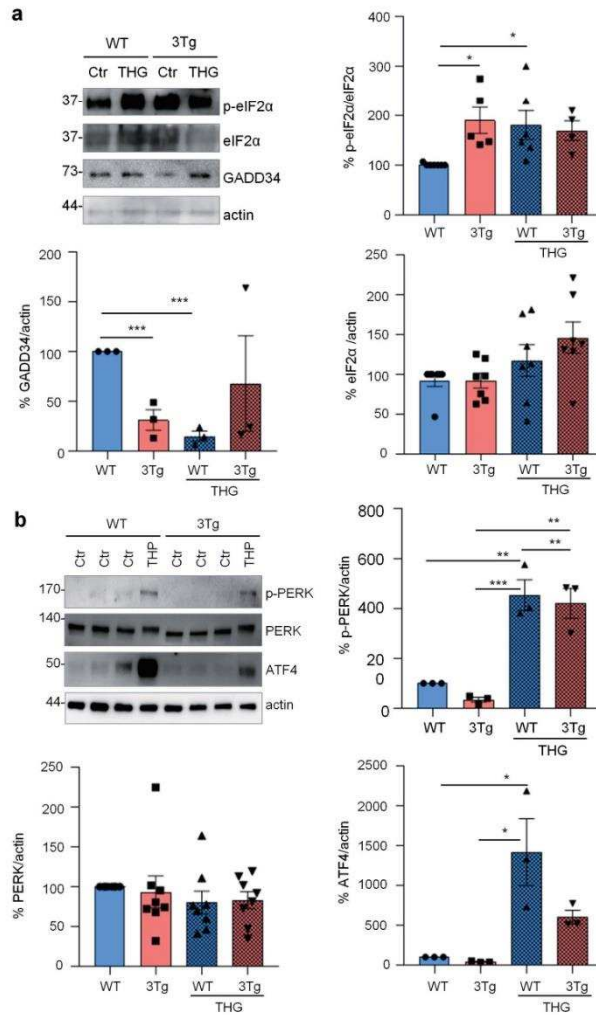 a
WT 3Tg
Ctr THG Ctr THG
37 p-eIF2α
37 eIF2α
73 GADD34
44 actin
% p-eIF2α/eIF2α
400
300
200
100
0
* *
WT 3Tg WT 3Tg
THG
% GADD34/actin
200
150
100
50
0
*** ***
WT 3Tg WT 3Tg
THG
% eIF2α /actin
250
200
150
100
50
0
WT 3Tg WT 3Tg
THG
b
WT 3Tg
Ctr Ctr Ctr THP Ctr Ctr Ctr THP
170 p-PERK
140 PERK
50 ATF4
44 actin
% p-PERK/actin
800
600
400
20
0
** ** ** ***
WT 3Tg WT 3Tg
THG
% PERK/actin
250
200
150
100
50
0
WT 3Tg WT 3Tg
THG
% ATF4/actin
2500
2000
1500
1000
500
0
* *
WT 3Tg WT 3Tg
THG